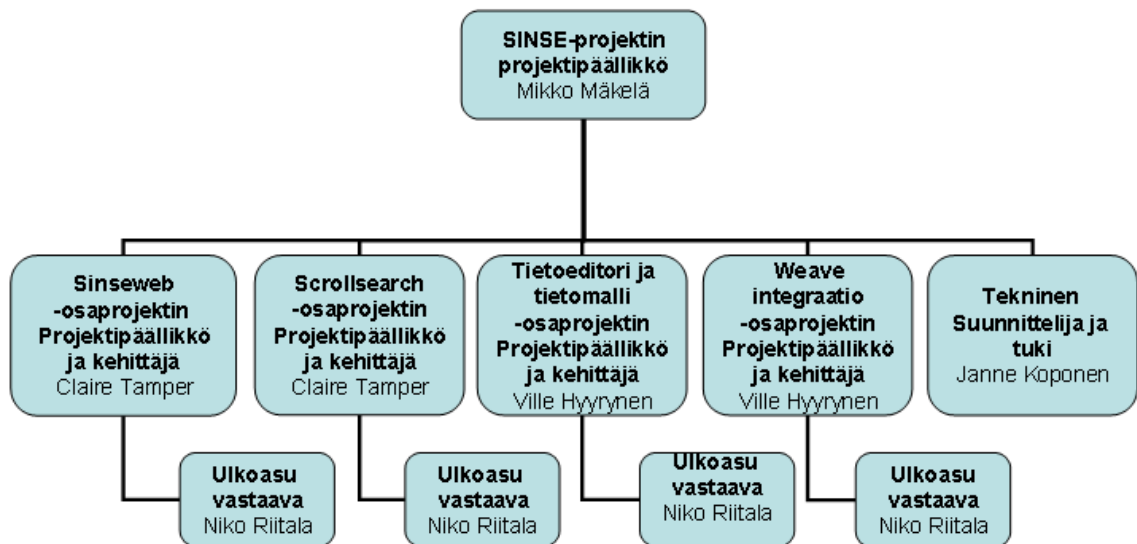 SINSE-projektin
projektipäällikkö
Mikko Mäkelä
Sinseweb
-osaprojektin
Projektipäällikkö
ja kehittäjä
Claire Tamper
Scrollsearch
-osaprojektin
Projektipäällikkö
ja kehittäjä
Claire Tamper
Tietoeditori ja
tietomalli
-osaprojektin
Projektipäällikkö
ja kehittäjä
Ville Hyyrynen
Weave
integraatio
-osaprojektin
Projektipäällikkö
ja kehittäjä
Ville Hyyrynen
Tekninen
Suunnittelija ja
tuki
Janne Koponen
Ulkoasu
vastaava
Niko Riitala
Ulkoasu
vastaava
Niko Riitala
Ulkoasu
vastaava
Niko Riitala
Ulkoasu
vastaava
Niko Riitala